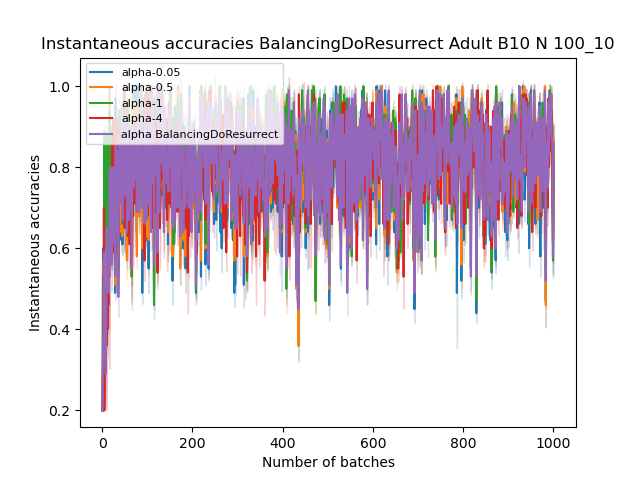 Instantaneous accuracies BalancingDoResurrect Adult B10 N 100_10
alpha-0.05
alpha-0.5
alpha-1
alpha-4
alpha BalancingDoResurrect
1.0
0.8
0.6
0.4
0.2
Instantaneous accuracies
0 200 400 600 800 1000
Number of batches